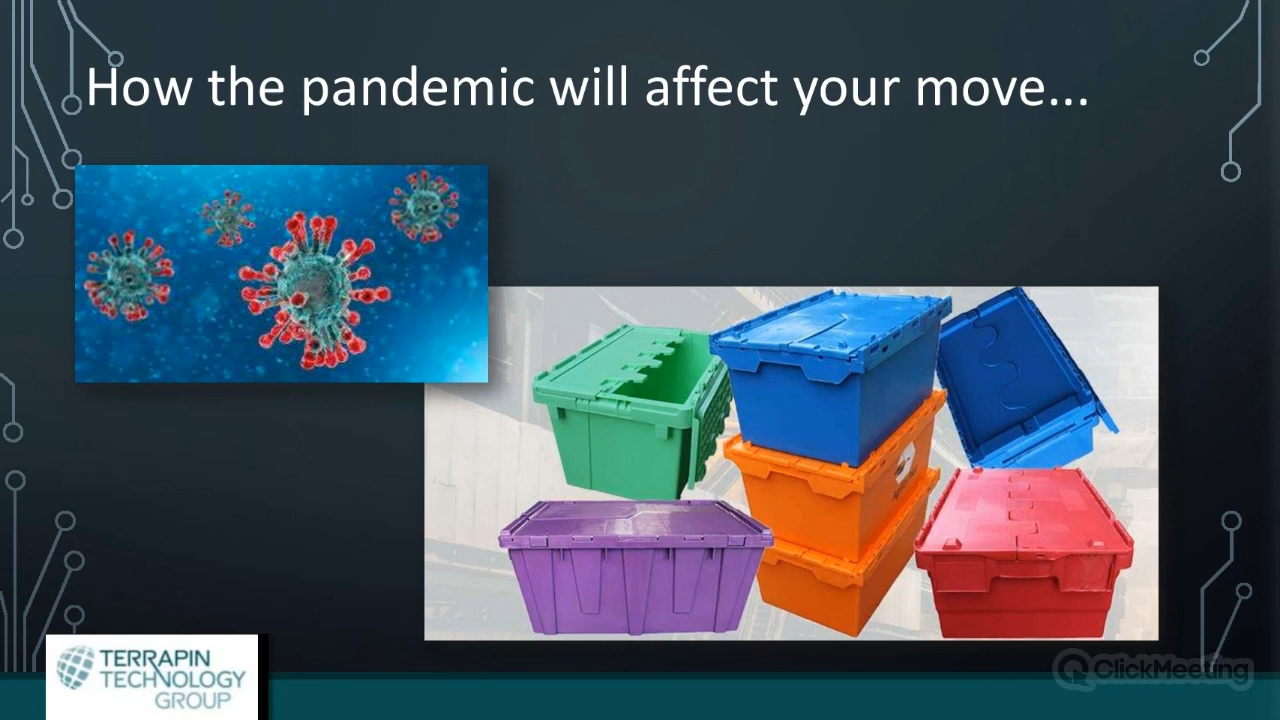 How the pandemic will affect your move...
TERRAPIN
TECHNOLOGY
GROUP
ClickMeeting